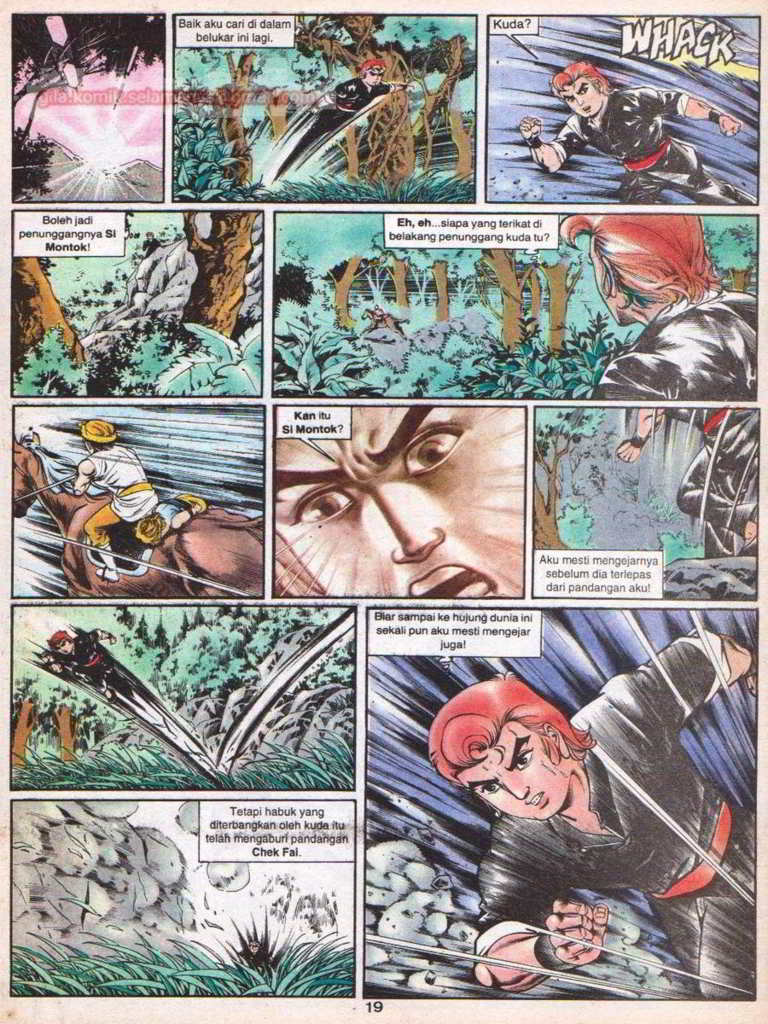 Baik aku cari di dalam
belukar ini lagi.
Kuda?
WHACK
Boleh jadi
penunggangnya Si
Montok!
Eh, eh...siapa yang terikat di
belakang penunggang kuda tu?
Kan itu
Si Montok?
Aku mesti mengejarnya
sebelum dia terlepas
dari pandangan aku!
Biar sampai ke hujung dunia ini
sekali pun aku mesti mengejar
juga!
Tetapi habuk yang
diterbangkan oleh kuda itu
telah mengaburi pandangan
Chek Fai.
19